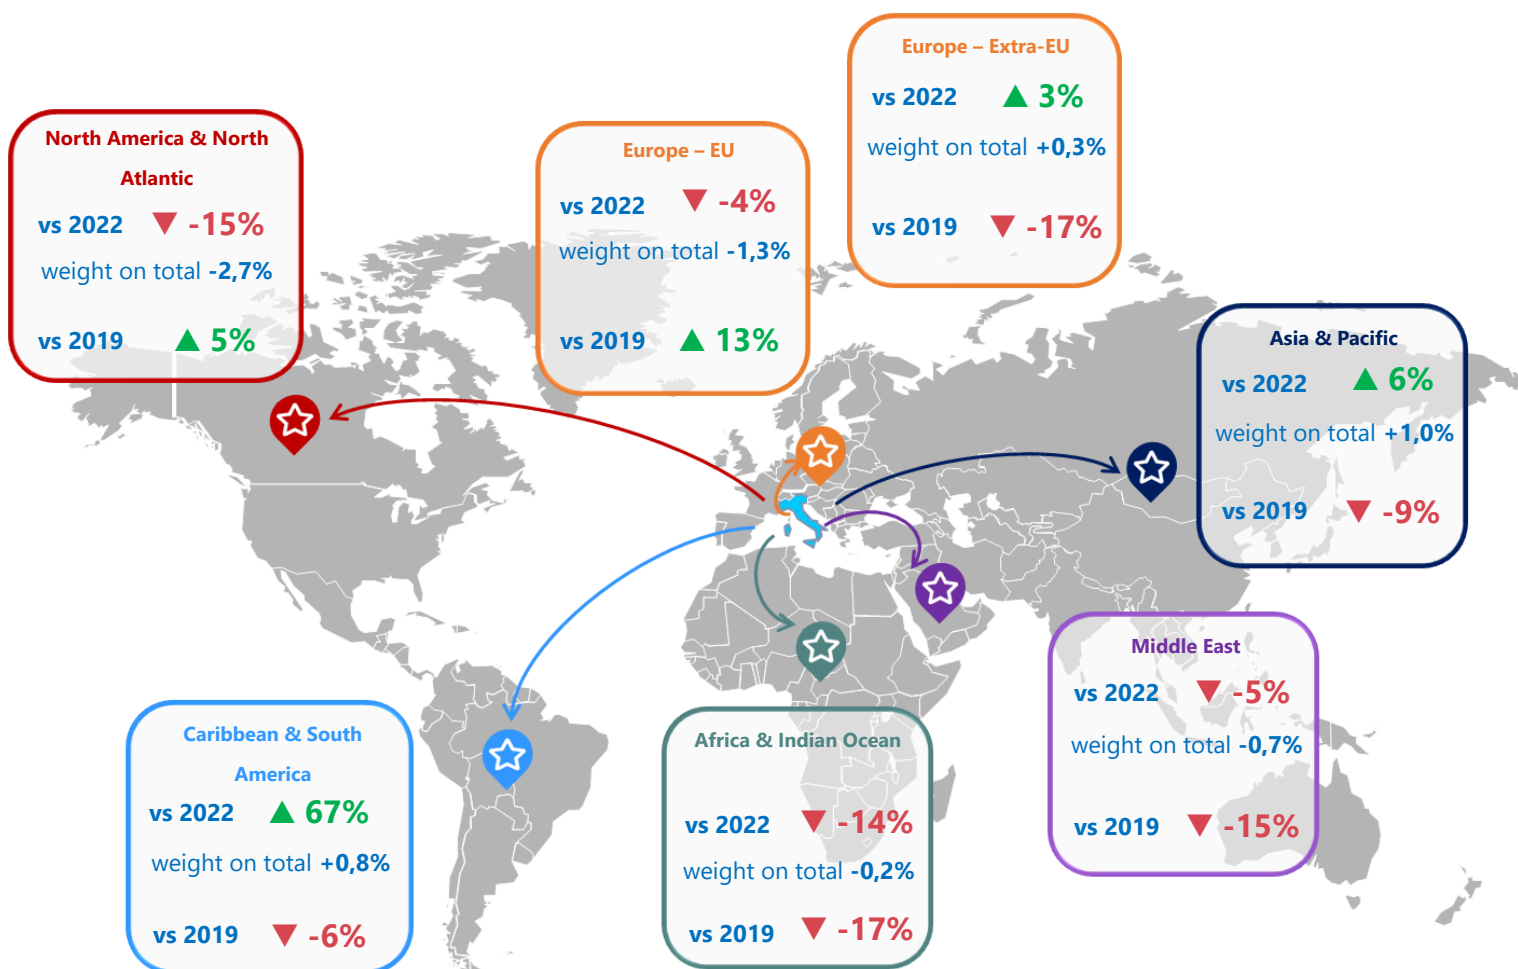 Europe – Extra-EU
vs 2022 ▲ 3%
weight on total +0,3%
vs 2019 ▼ -17%
North America & North
Atlantic
vs 2022 ▼ -15%
weight on total -2,7%
vs 2019 ▲ 5%
Europe – EU
vs 2022 ▼ -4%
weight on total -1,3%
vs 2019 ▲ 13%
Asia & Pacific
vs 2022 ▲ 6%
weight on total +1,0%
vs 2019 ▼ -9%
Middle East
vs 2022 ▼ -5%
weight on total -0,7%
vs 2019 ▼ -15%
Caribbean & South
America
vs 2022 ▲ 67%
weight on total +0,8%
vs 2019 ▼ -6%
Africa & Indian Ocean
vs 2022 ▼ -14%
weight on total -0,2%
vs 2019 ▼ -17%